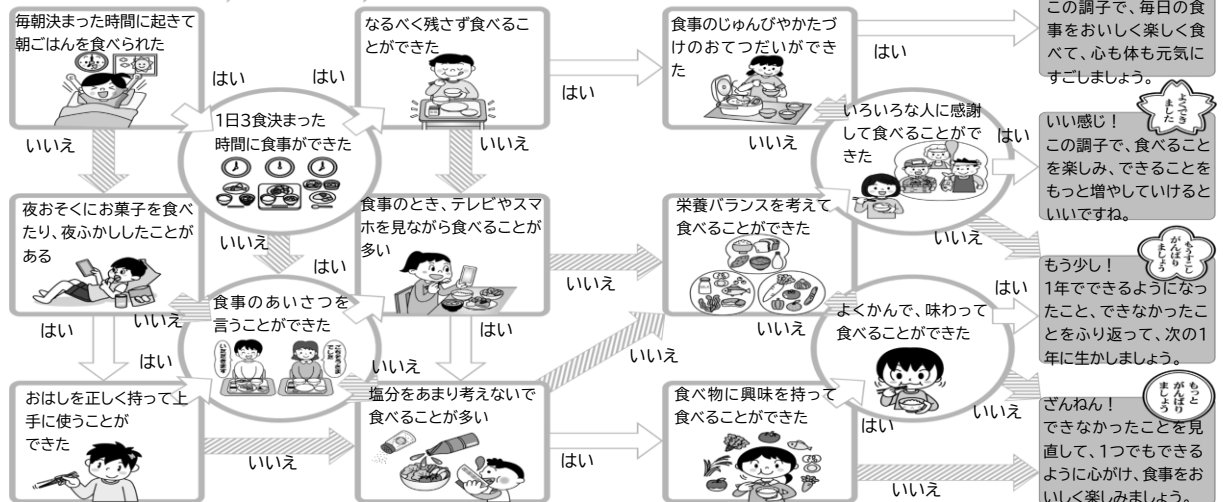 毎朝決まった時間に起きて
朝ごはんを食べられた
はい
いいえ
1日3食決まった
時間に食事ができた
はい
いいえ
なるべく残さず食べるこ
とができた
はい
いいえ
食事のじゅんびやかたづ
けのおてつだいができ
た
はい
いいえ
いろいろな人に感謝
して食べることがで
きた
はい
いいえ
この調子で、毎日の食
事をおいしく楽しく食
べて、心も体も元気に
すごしましょう。
よくでき
ました
いい感じ!
この調子で、食べること
を楽しみ、できることを
もっと増やしていけると
いいですね。
夜おそくにお菓子を食べ
たり、夜ふかししたことが
ある
はい
いいえ
食事のあいさつを
言うことができた
はい
いいえ
食事のとき、テレビやスマ
ホを見ながら食べることが
多い
はい
いいえ
栄養バランスを考えて
食べることができた
はい
いいえ
よくかんで、味わって
食べることができた
はい
いいえ
もうすこし
がんばり
ましょう
もう少し!
1年でできるようになっ
たこと、できなかったこ
とをふり返って、次の1
年に生かしましょう。
おはしを正しく持って上
手に使うことが
できた
いいえ
塩分をあまり考えないで
食べることが多い
はい
いいえ
食べ物に興味を持って
食べることができた
はい
いいえ
もっと
がんばり
ましょう
ざんねん!
できなかったことを見
直して、1つでもできる
ように心がけ、食事をお
いしく楽しみましょう。